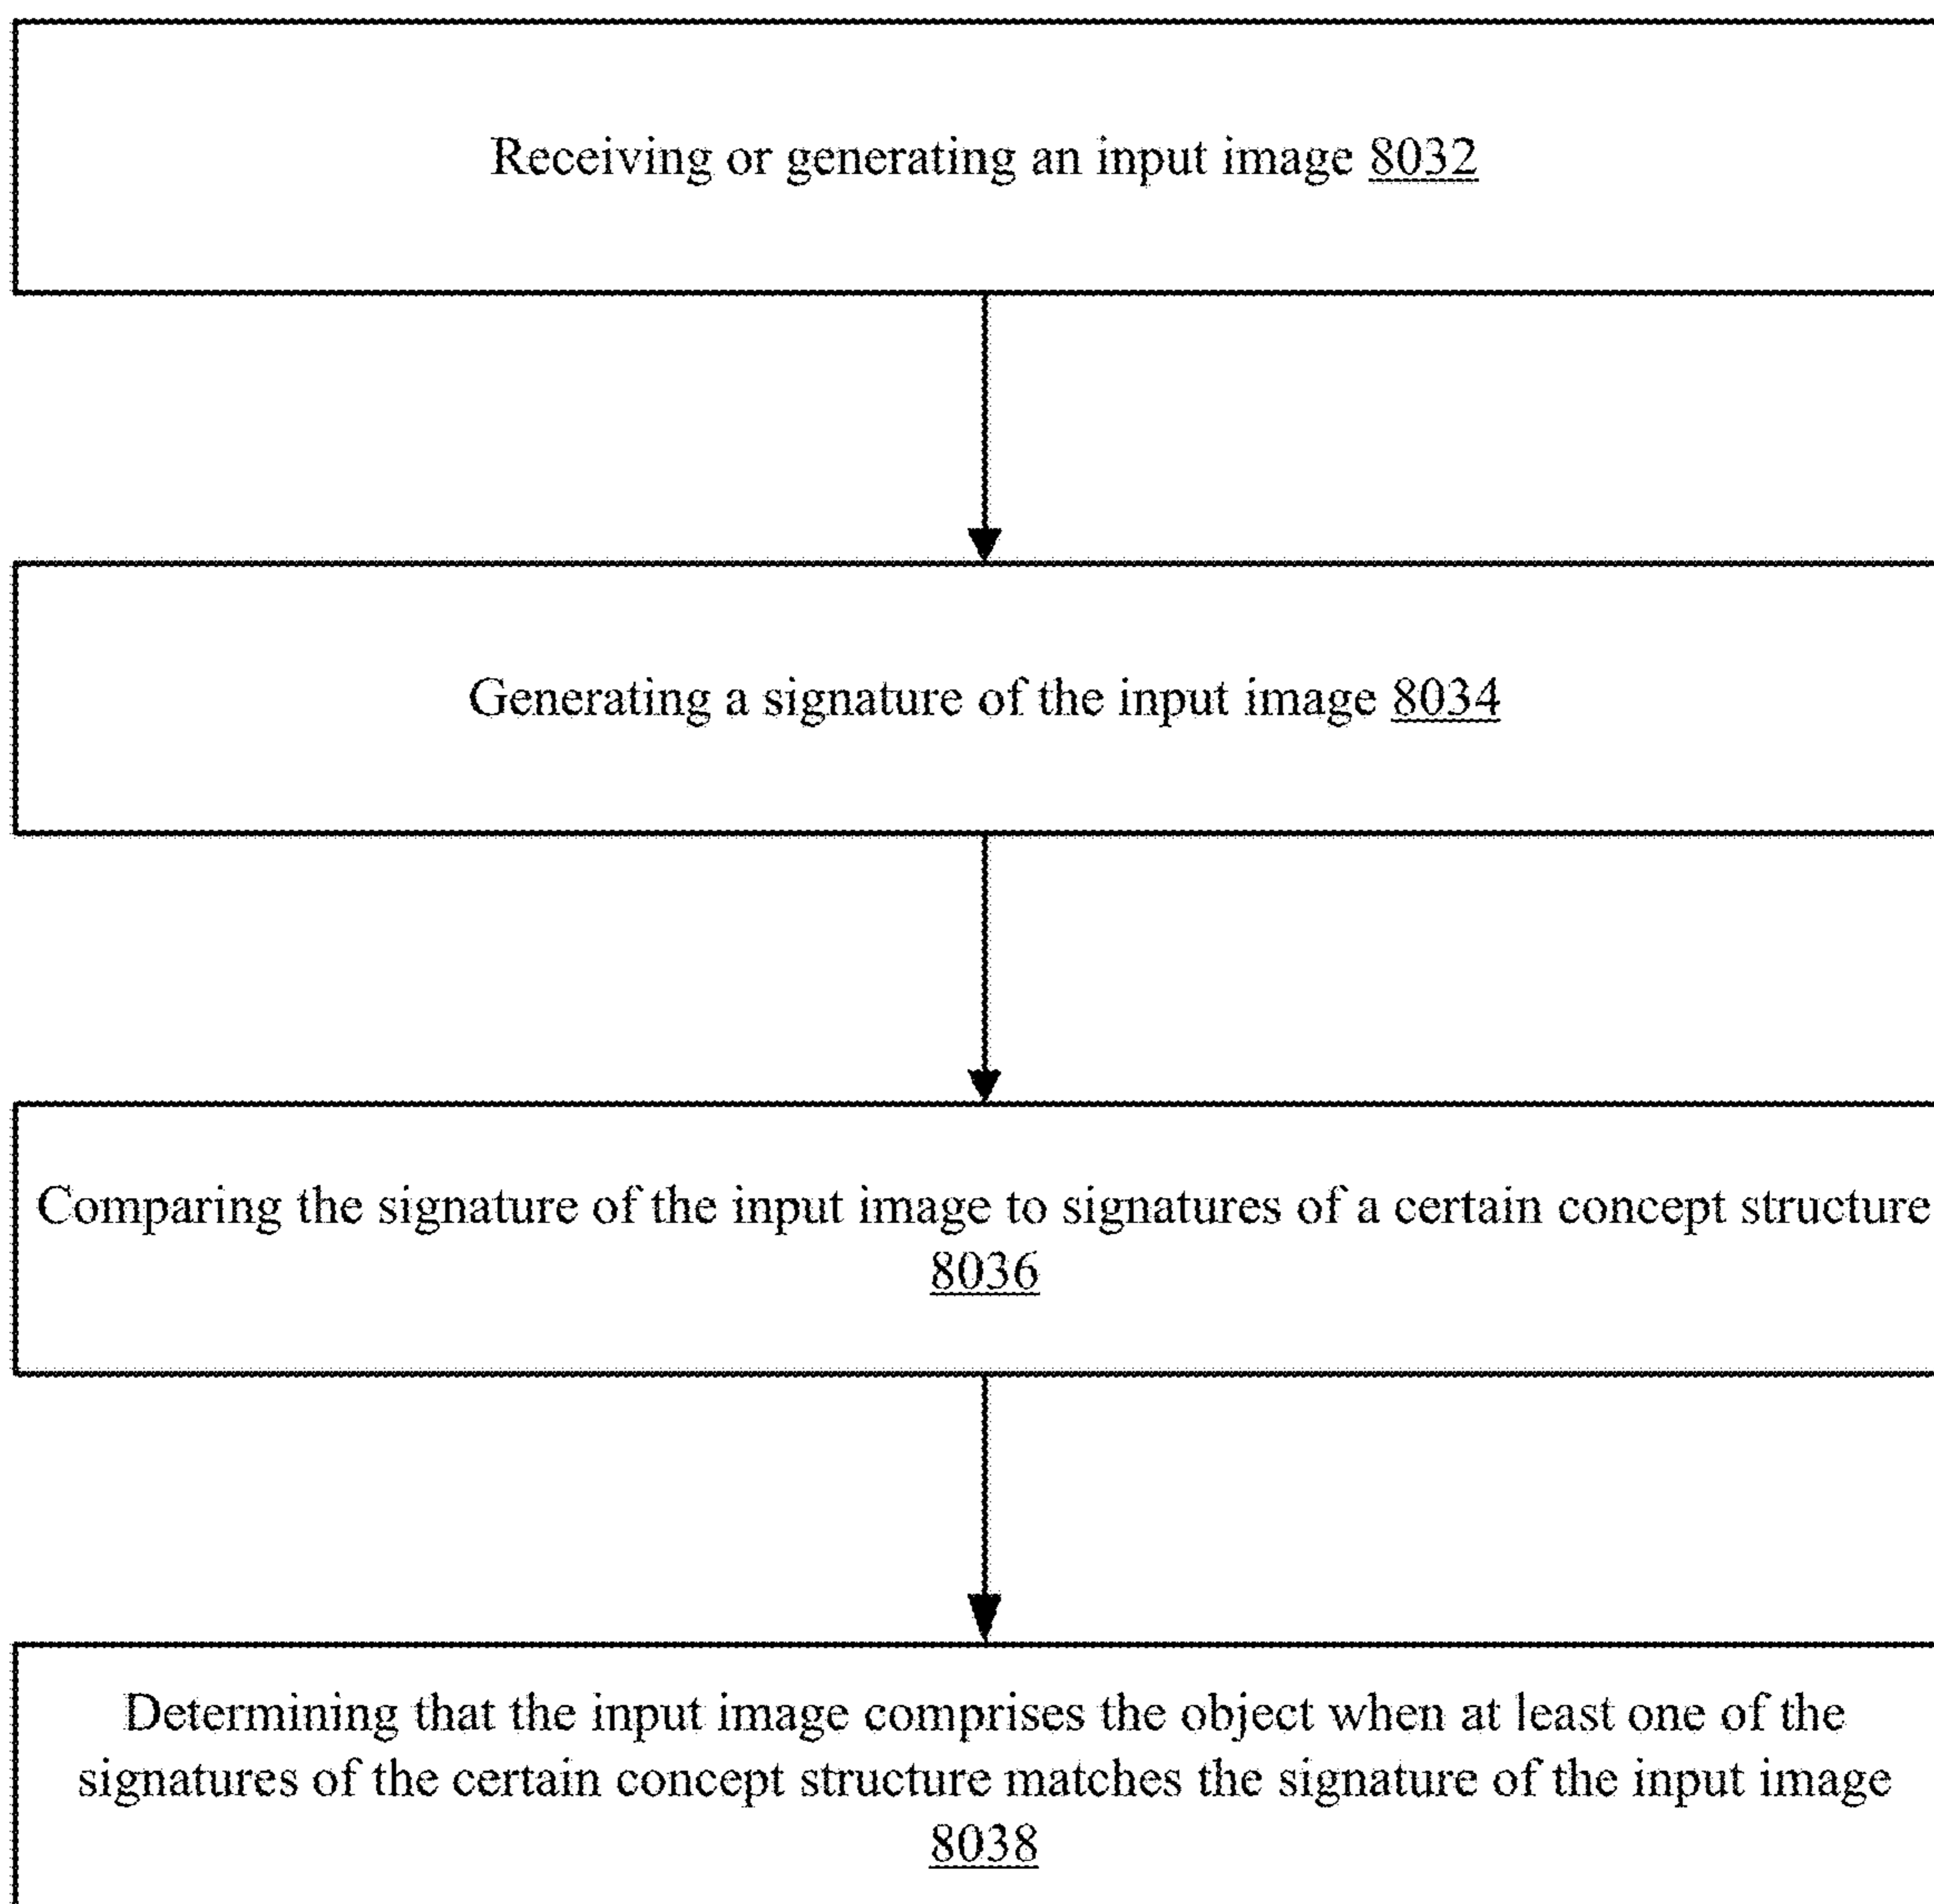 Receiving or generating an input image 8032
Generating a signature of the input image 8034
Comparing the signature of the input image to signatures of a certain concept structure
8036
Determining that the input image comprises the object when at least one of the
signatures of the certain concept structure matches the signature of the input image
8038